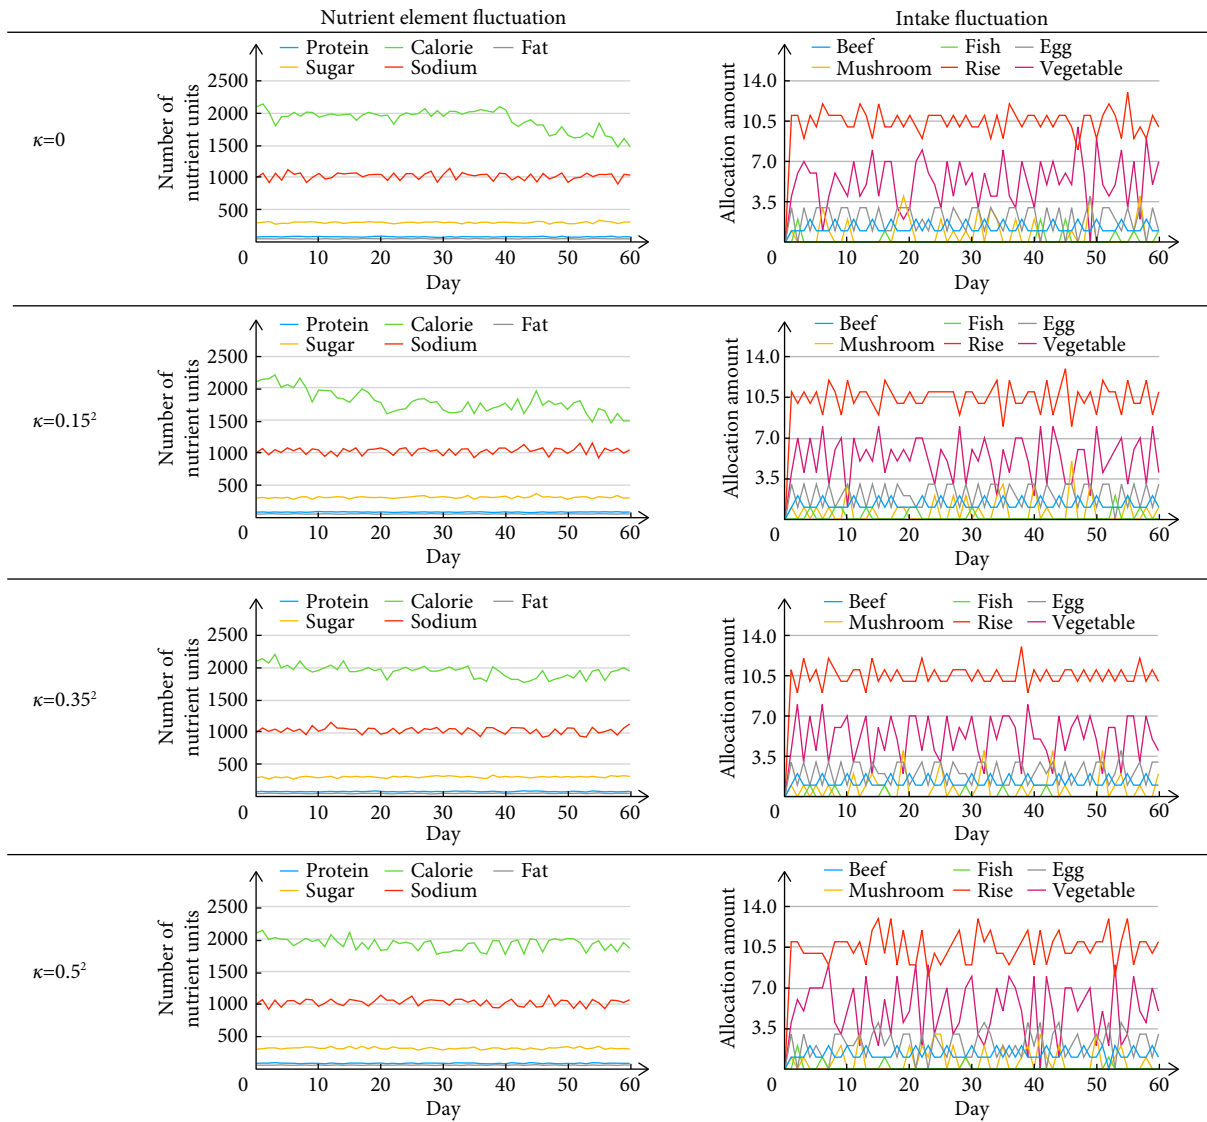 Nutrient element fluctuation Intake fluctuation
κ=0
Protein Calorie Fat
Sugar Sodium
Number of
nutrient units
2500
2000
1500
1000
500
0 10 20 30 40 50 60
Day
Beef Fish Egg
Mushroom Rise Vegetable
Allocation amount
14.0
10.5
7.0
3.5
0 10 20 30 40 50 60
Day
κ=0.15²
Protein Calorie Fat
Sugar Sodium
Number of
nutrient units
2500
2000
1500
1000
500
0 10 20 30 40 50 60
Day
Beef Fish Egg
Mushroom Rise Vegetable
Allocation amount
14.0
10.5
7.0
3.5
0 10 20 30 40 50 60
Day
κ=0.35²
Protein Calorie Fat
Sugar Sodium
Number of
nutrient units
2500
2000
1500
1000
500
0 10 20 30 40 50 60
Day
Beef Fish Egg
Mushroom Rise Vegetable
Allocation amount
14.0
10.5
7.0
3.5
0 10 20 30 40 50 60
Day
κ=0.5²
Protein Calorie Fat
Sugar Sodium
Number of
nutrient units
2500
2000
1500
1000
500
0 10 20 30 40 50 60
Day
Beef Fish Egg
Mushroom Rise Vegetable
Allocation amount
14.0
10.5
7.0
3.5
0 10 20 30 40 50 60
Day